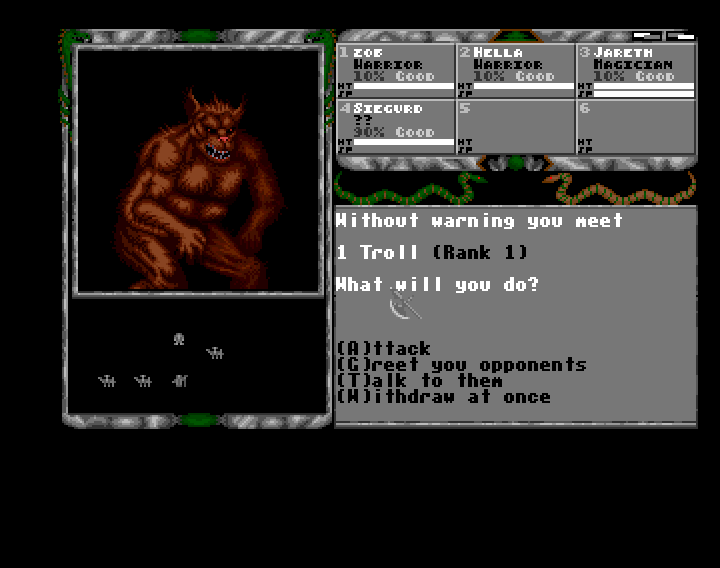 1 ZOE
WARRIOR
10% GOOD
HT
SP
2 HELLA
WARRIOR
10% GOOD
HT
SP
3 JARETH
MAGICIAN
10% GOOD
HT
SP
4 SIEGURD
??
90% GOOD
HT
SP
5
HT
SP
6
HT
SP
Without warning you meet
1 Troll (Rank 1)
What will you do?
(A)ttack
(G)reet you opponents
(T)alk to them
(W)ithdraw at once